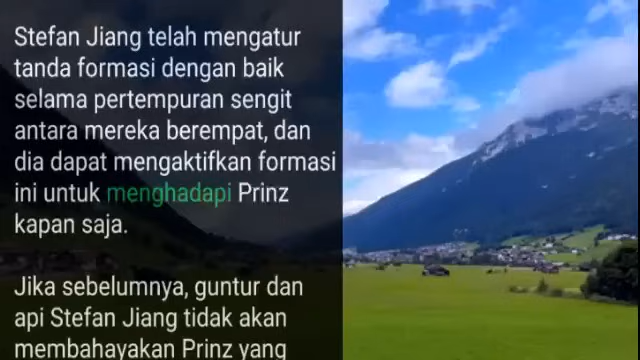 Stefan Jiang telah mengatur
tanda formasi dengan baik
selama pertempuran sengit
antara mereka berempat, dan
dia dapat mengaktifkan formasi
ini untuk menghadapi Prinz
kapan saja.
Jika sebelumnya, guntur dan
api Stefan Jiang tidak akan
membahayakan Prinz yang